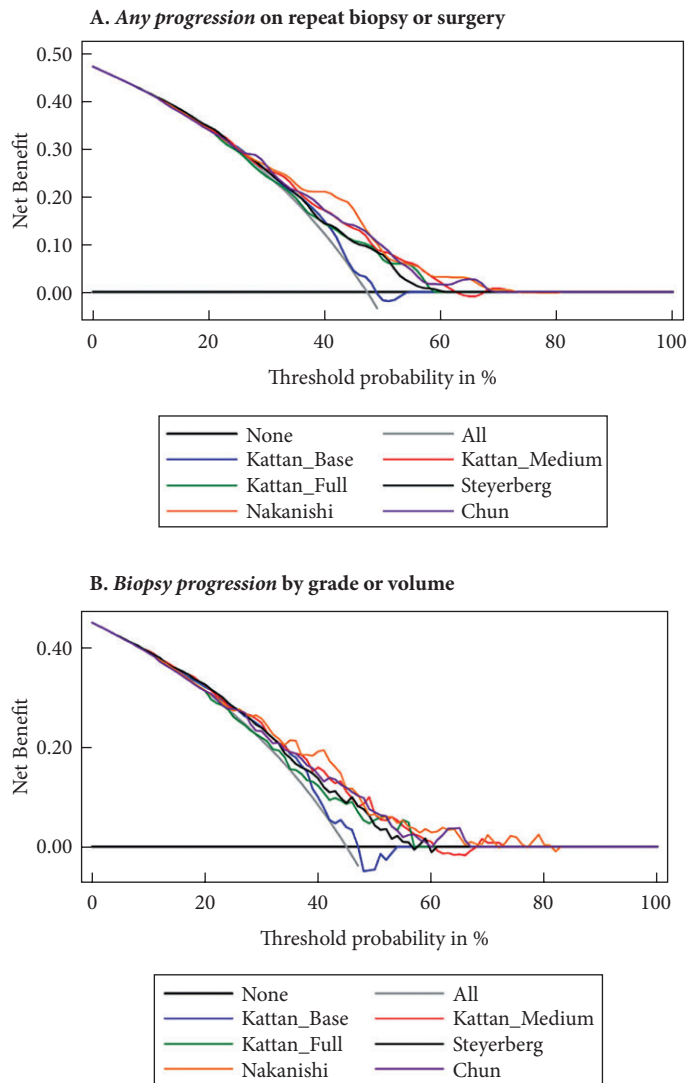 A. Any progression on repeat biopsy or surgery
0.50
0.40
0.30
0.20
0.10
0.00
Net Benefit
0 20 40 60 80 100
Threshold probability in %
None All
Kattan_Base Kattan_Medium
Kattan_Full Steyerberg
Nakanishi Chun
B. Biopsy progression by grade or volume
0.40
0.20
0.00
Net Benefit
0 20 40 60 80 100
Threshold probability in %
None All
Kattan_Base Kattan_Medium
Kattan_Full Steyerberg
Nakanishi Chun